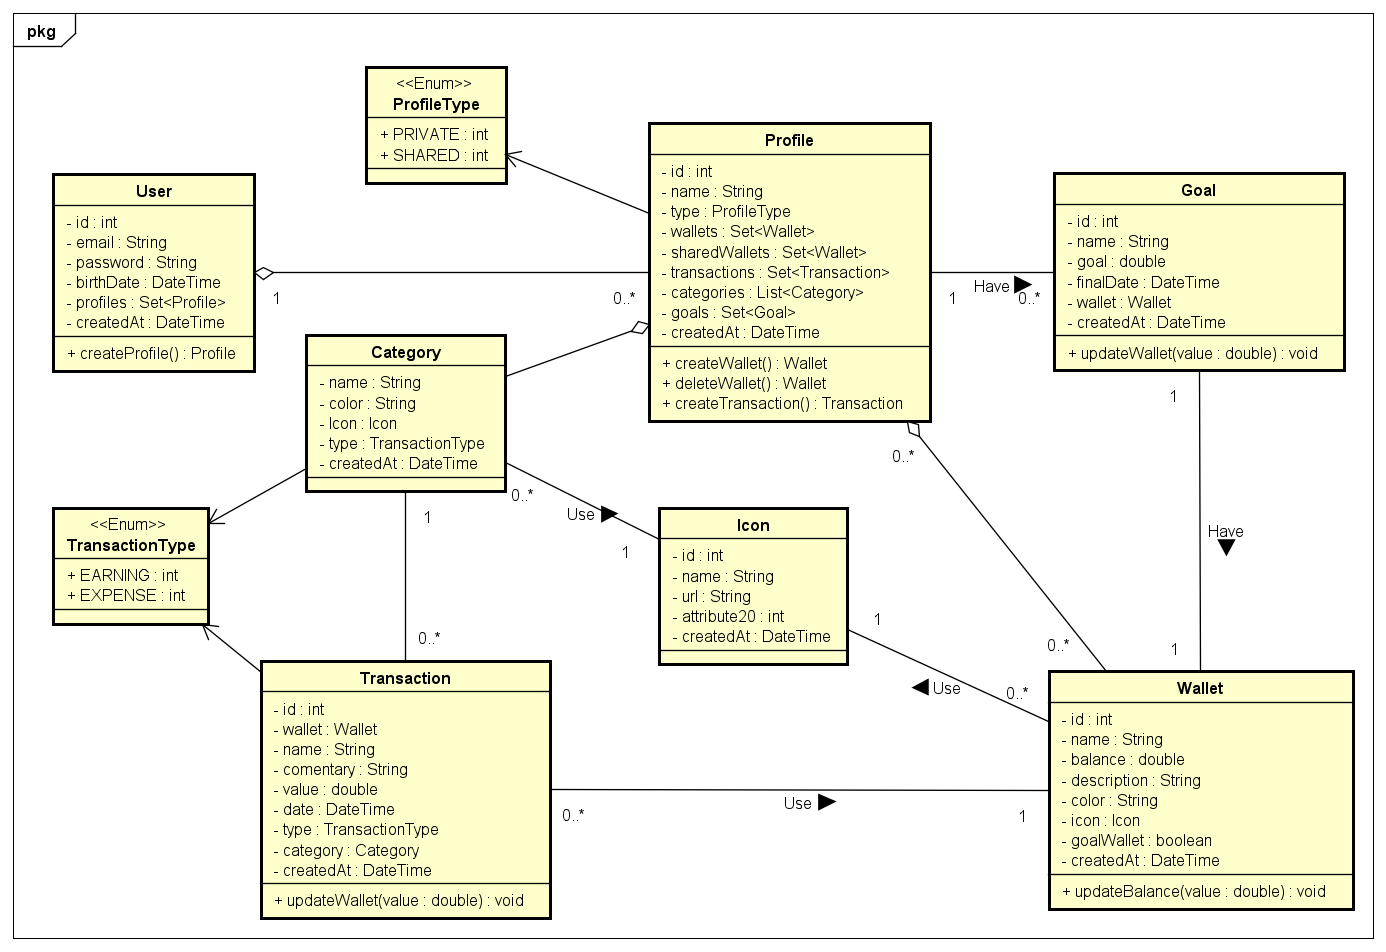 pkg
<<Enum>>
ProfileType
+ PRIVATE : int
+ SHARED : int
Profile
- id : int
- name : String
- type : ProfileType
- wallets : Set<Wallet>
- sharedWallets : Set<Wallet>
- transactions : Set<Transaction>
- categories : List<Category>
- goals : Set<Goal>
- createdAt : DateTime
+ createWallet() : Wallet
+ deleteWallet() : Wallet
+ createTransaction() : Transaction
User
- id : int
- email : String
- password : String
- birthDate : DateTime
- profiles : Set<Profile>
- createdAt : DateTime
+ createProfile() : Profile
1
0..*
1
Have
0..*
Goal
- id : int
- name : String
- goal : double
- finalDate : DateTime
- wallet : Wallet
- createdAt : DateTime
+ updateWallet(value : double) : void
Category
- name : String
- color : String
- Icon : Icon
- type : TransactionType
- createdAt : DateTime
1
0..*
0..*
Use
1
1
Have
1
<<Enum>>
TransactionType
+ EARNING : int
+ EXPENSE : int
Icon
- id : int
- name : String
- url : String
- attribute20 : int
- createdAt : DateTime
1
Use
0..*
0..*
0..*
Transaction
- id : int
- wallet : Wallet
- name : String
- comentary : String
- value : double
- date : DateTime
- type : TransactionType
- category : Category
- createdAt : DateTime
+ updateWallet(value : double) : void
0..*
Use
1
Wallet
- id : int
- name : String
- balance : double
- description : String
- color : String
- icon : Icon
- goalWallet : boolean
- createdAt : DateTime
+ updateBalance(value : double) : void